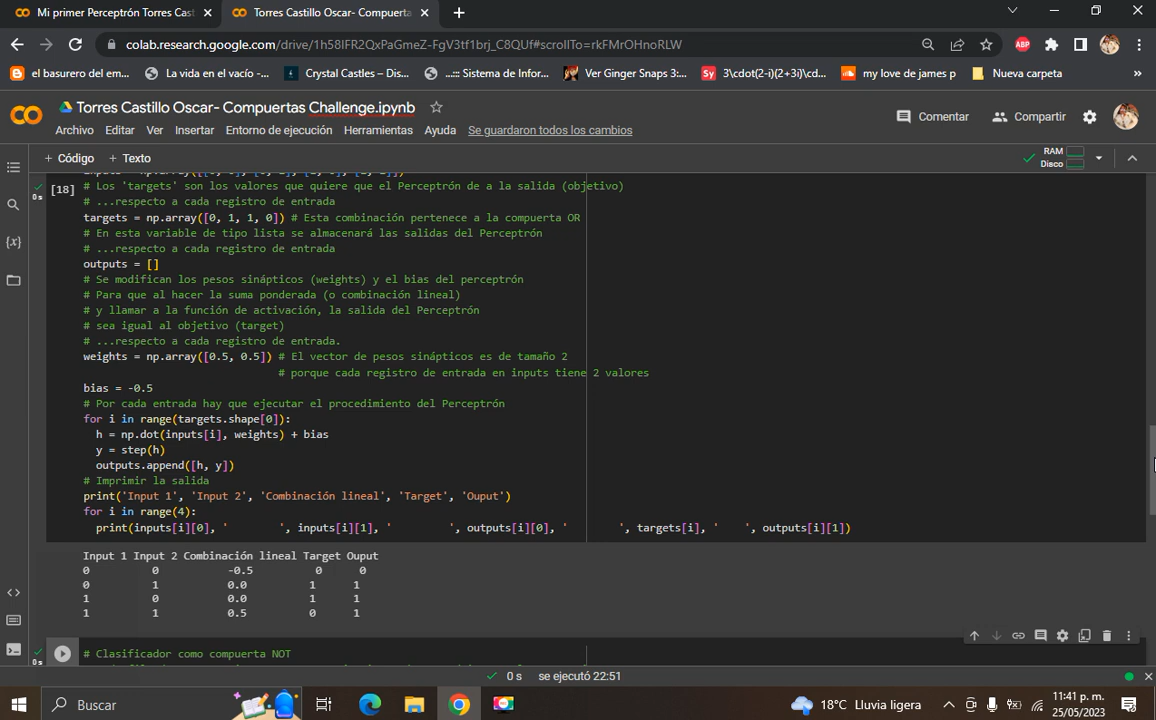 Mi primer Perceptrón Torres Cast
Torres Castillo Oscar- Compuerta
colab.research.google.com/drive/1h58IFR2QxPaGmeZ-FgV3tf1brj_C8QUf#scrollTo=rkFMrOHnoRLW
ABP
el basurero del em...
La vida en el vacío -...
Crystal Castles – Dis...
..::: Sistema de Infor...
Ver Ginger Snaps 3:...
Sy 3\cdot(2-i)(2+3i)\cd...
my love de james p
Nueva carpeta
»
Torres Castillo Oscar- Compuertas Challenge.ipynb
Comentar
Compartir
Archivo Editar Ver Insertar Entorno de ejecución Herramientas Ayuda Se guardaron todos los cambios
+ Código + Texto
RAM
Disco
[18] # Los 'targets' son los valores que quiere que el Perceptrón de a la salida (objetivo)
0 s
# ...respecto a cada registro de entrada
targets = np.array([0, 1, 1, 0]) # Esta combinación pertenece a la compuerta OR
# En esta variable de tipo lista se almacenará las salidas del Perceptrón
# ...respecto a cada registro de entrada
outputs = []
# Se modifican los pesos sinápticos (weights) y el bias del perceptrón
# Para que al hacer la suma ponderada (o combinación lineal)
# y llamar a la función de activación, la salida del Perceptrón
# sea igual al objetivo (target)
# ...respecto a cada registro de entrada.
weights = np.array([0.5, 0.5]) # El vector de pesos sinápticos es de tamaño 2
# porque cada registro de entrada en inputs tiene 2 valores
bias = -0.5
# Por cada entrada hay que ejecutar el procedimiento del Perceptrón
for i in range(targets.shape[0]):
h = np.dot(inputs[i], weights) + bias
y = step(h)
outputs.append([h, y])
# Imprimir la salida
print('Input 1', 'Input 2', 'Combinación lineal', 'Target', 'Ouput')
for i in range(4):
print(inputs[i][0], '        ', inputs[i][1], '        ', outputs[i][0], '       ', targets[i], '    ', outputs[i][1])
Input 1 Input 2 Combinación lineal Target Ouput
0 0 -0.5 0 0
0 1 0.0 1 1
1 0 0.0 1 1
1 1 0.5 0 1
# Clasificador como compuerta NOT
0 s
0 s se ejecutó 22:51
Buscar
18°C Lluvia ligera
11:41 p. m.
25/05/2023